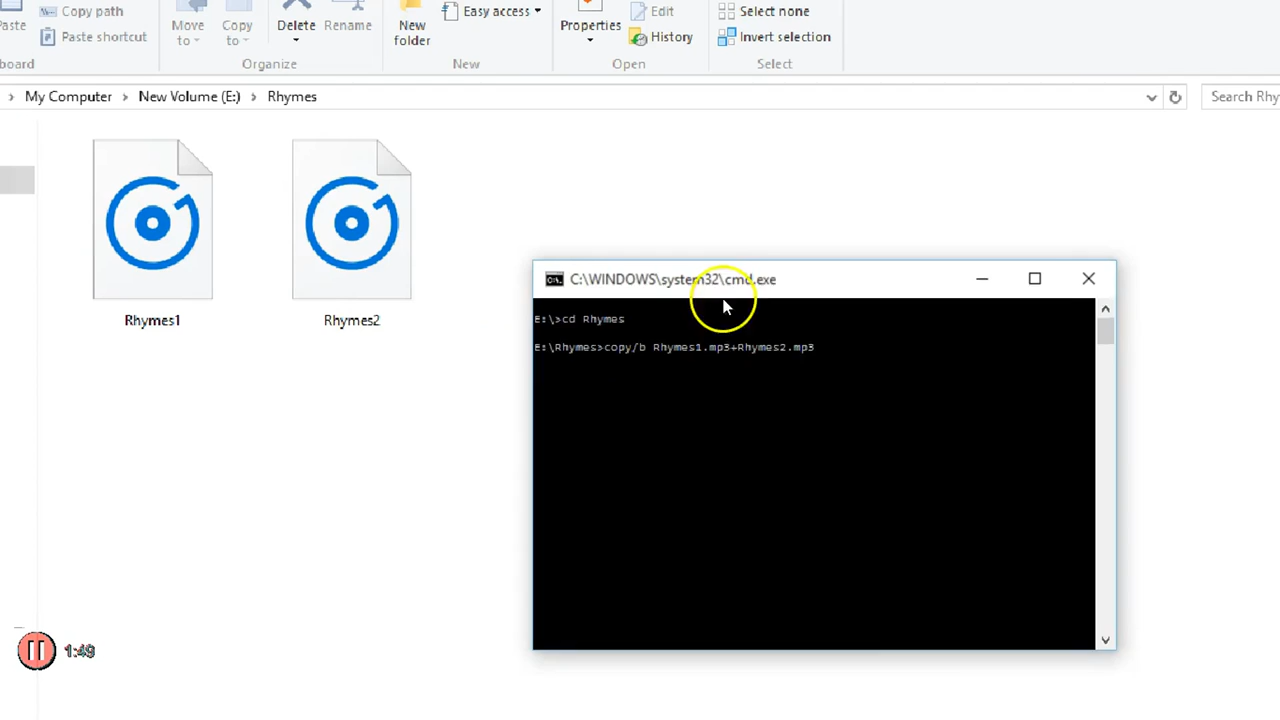 Paste
Copy path
Paste shortcut
Move to
Copy to
Delete
Rename
New folder
Easy access
Properties
Edit
History
Select none
Invert selection
board
Organize
New
Open
Select
My Computer > New Volume (E:) > Rhymes
Search Rhy
Rhymes1
Rhymes2
C:\WINDOWS\system32\cmd.exe
E:\>cd Rhymes
E:\Rhymes>copy/b Rhymes1.mp3+Rhymes2.mp3
1:49